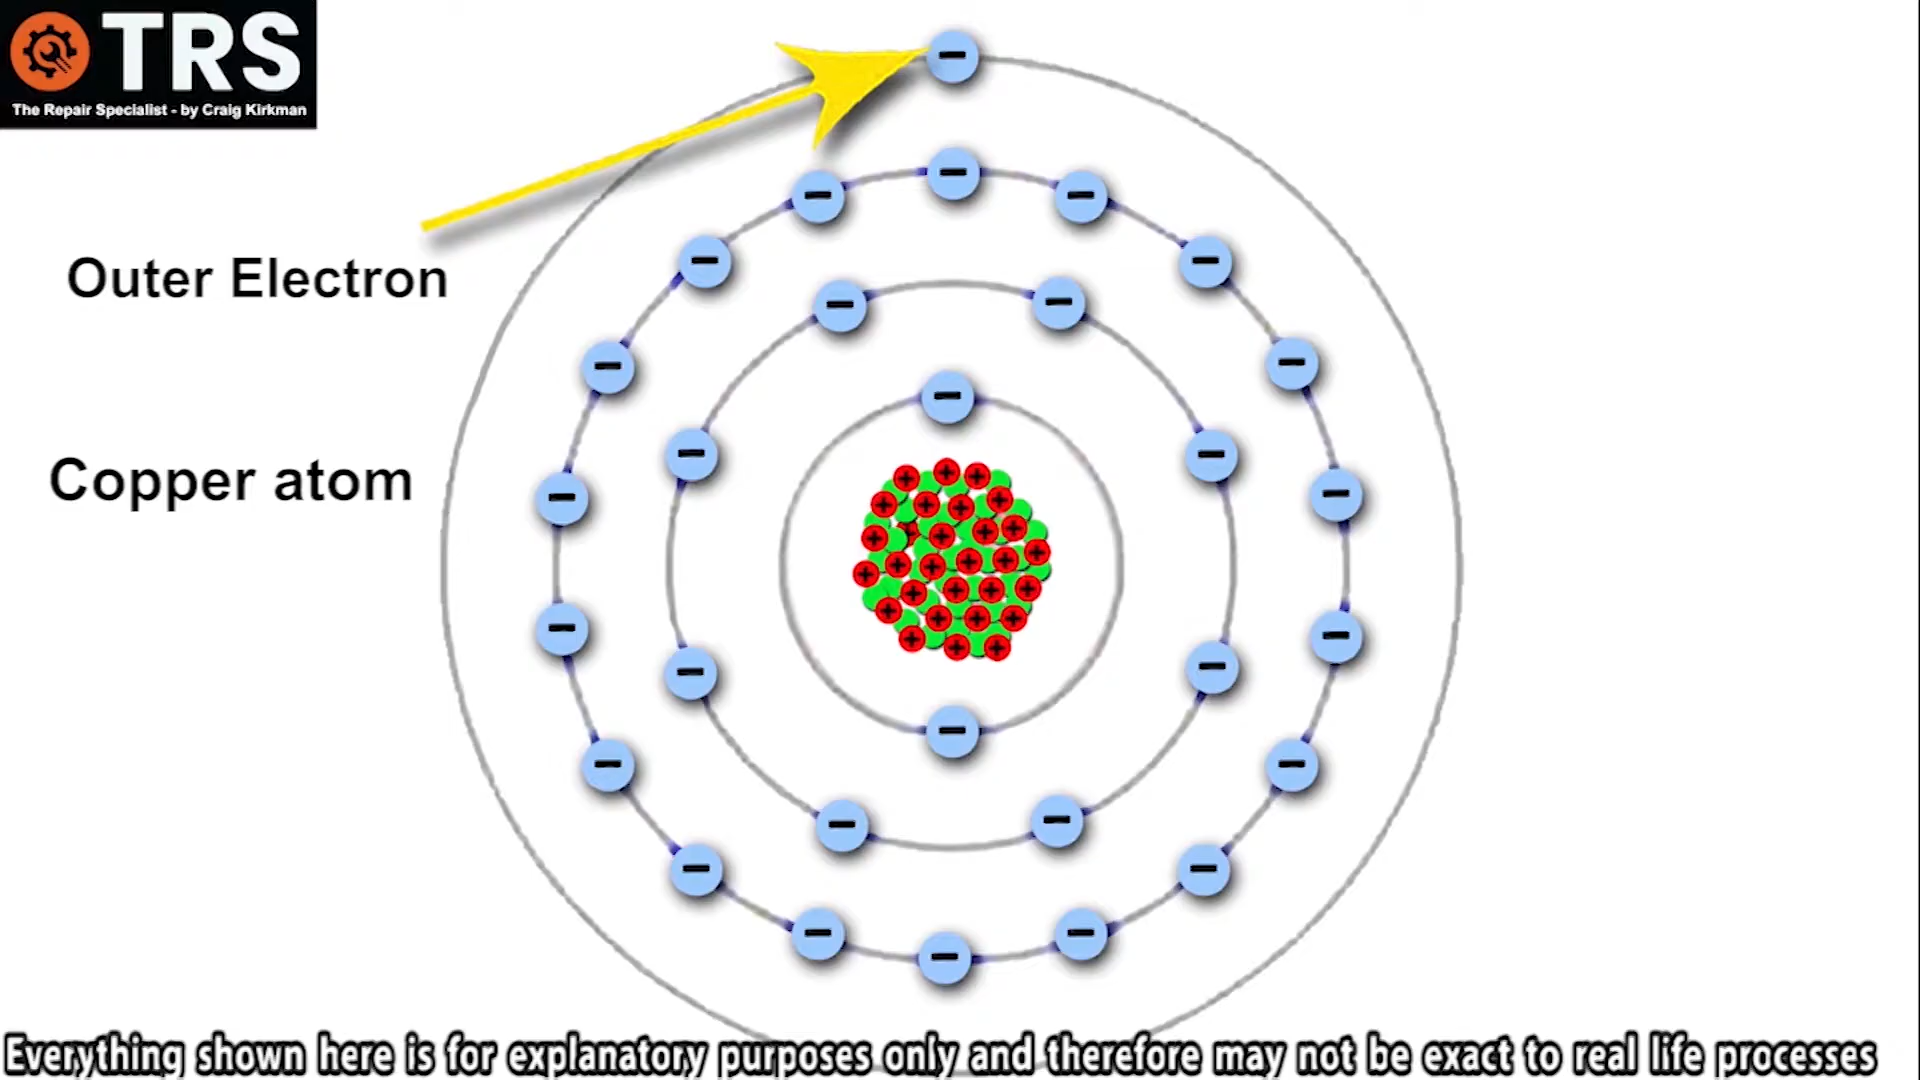 TRS
The Repair Specialist - by Craig Kirkman
Outer Electron
Copper atom
Everything shown here is for explanatory purposes only and therefore may not be exact to real life processes